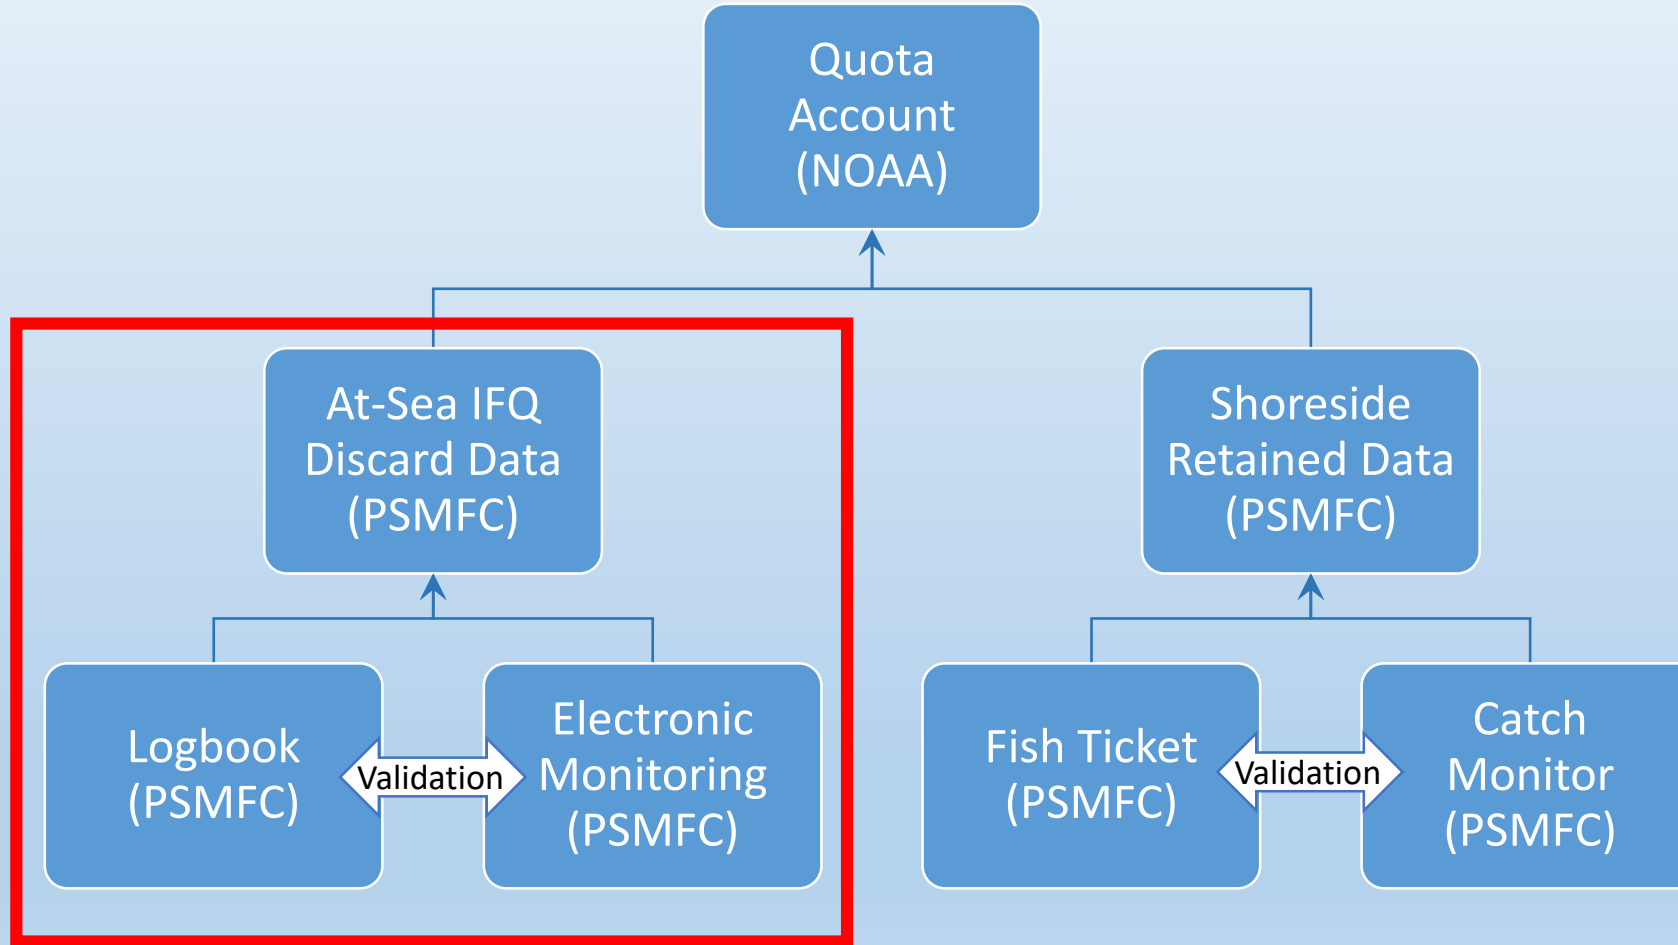 Quota
Account
(NOAA)
At-Sea IFQ
Discard Data
(PSMFC)
Shoreside
Retained Data
(PSMFC)
Logbook
(PSMFC)
Validation
Electronic
Monitoring
(PSMFC)
Fish Ticket
(PSMFC)
Validation
Catch
Monitor
(PSMFC)